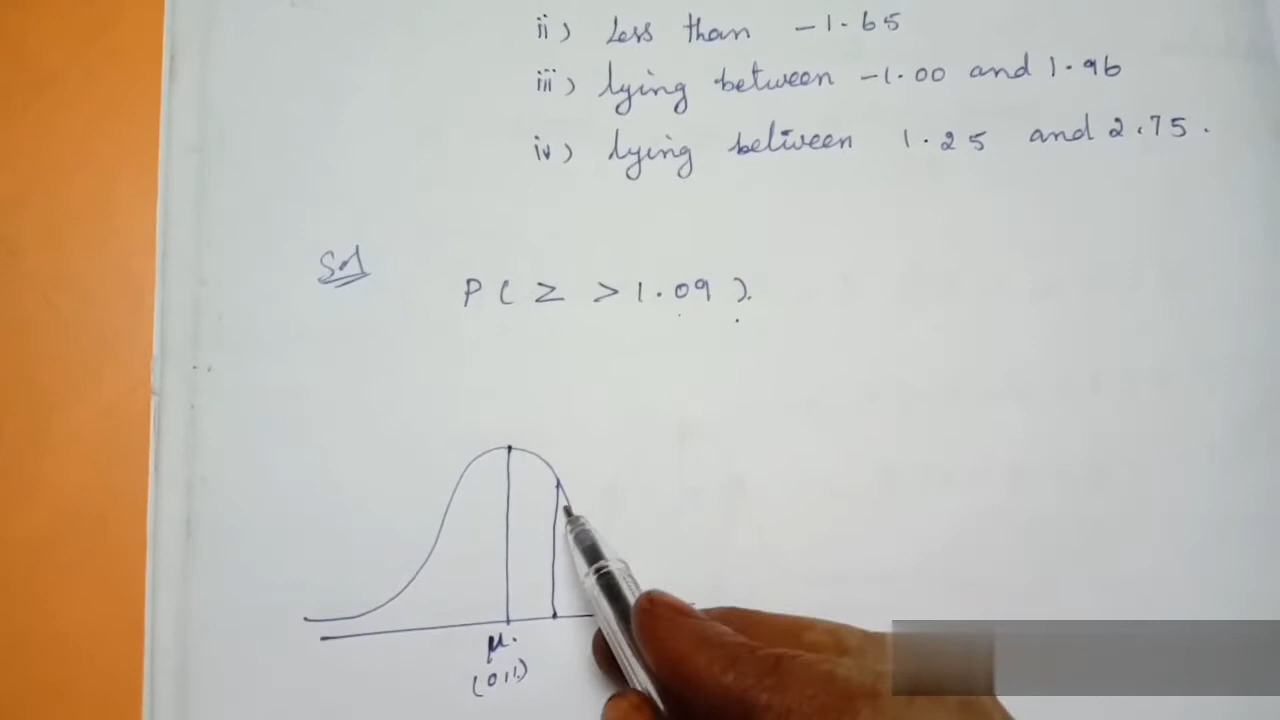 ii) Less than -1.65
iii) lying between -1.00 and 1.96
iv) lying between 1.25 and 2.75.
Sol
P( Z > 1.09 ).
μ.
(0,1)